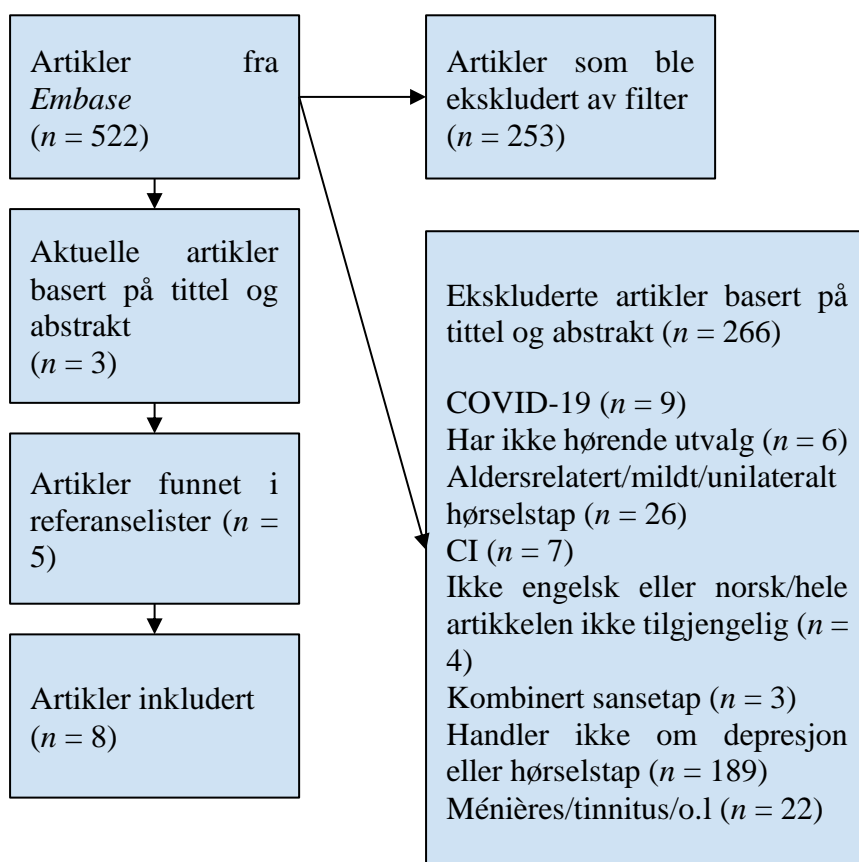 Artikler fra
Embase
(n = 522)
Artikler som ble
ekskludert av filter
(n = 253)
Aktuelle artikler
basert på tittel og
abstrakt
(n = 3)
Artikler funnet i
referanselister (n =
5)
Artikler inkludert
(n = 8)
Ekskluderte artikler basert på
tittel og abstrakt (n = 266)
COVID-19 (n = 9)
Har ikke hørende utvalg (n = 6)
Aldersrelatert/mildt/unilateralt
hørselstap (n = 26)
CI (n = 7)
Ikke engelsk eller norsk/hele
artikkelen ikke tilgjengelig (n =
4)
Kombinert sansetap (n = 3)
Handler ikke om depresjon
eller hørselstap (n = 189)
Ménières/tinnitus/o.l (n = 22)